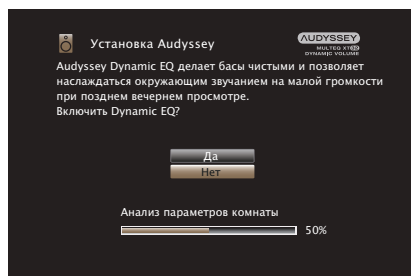 Установка Audyssey
AUDYSSEY
MULTEQ XT32
DYNAMIC VOLUME
Audyssey Dynamic EQ делает басы чистыми и позволяет
наслаждаться окружающим звучанием на малой громкости
при позднем вечернем просмотре.
Включить Dynamic EQ?
Да
Нет
Анализ параметров комнаты
50%